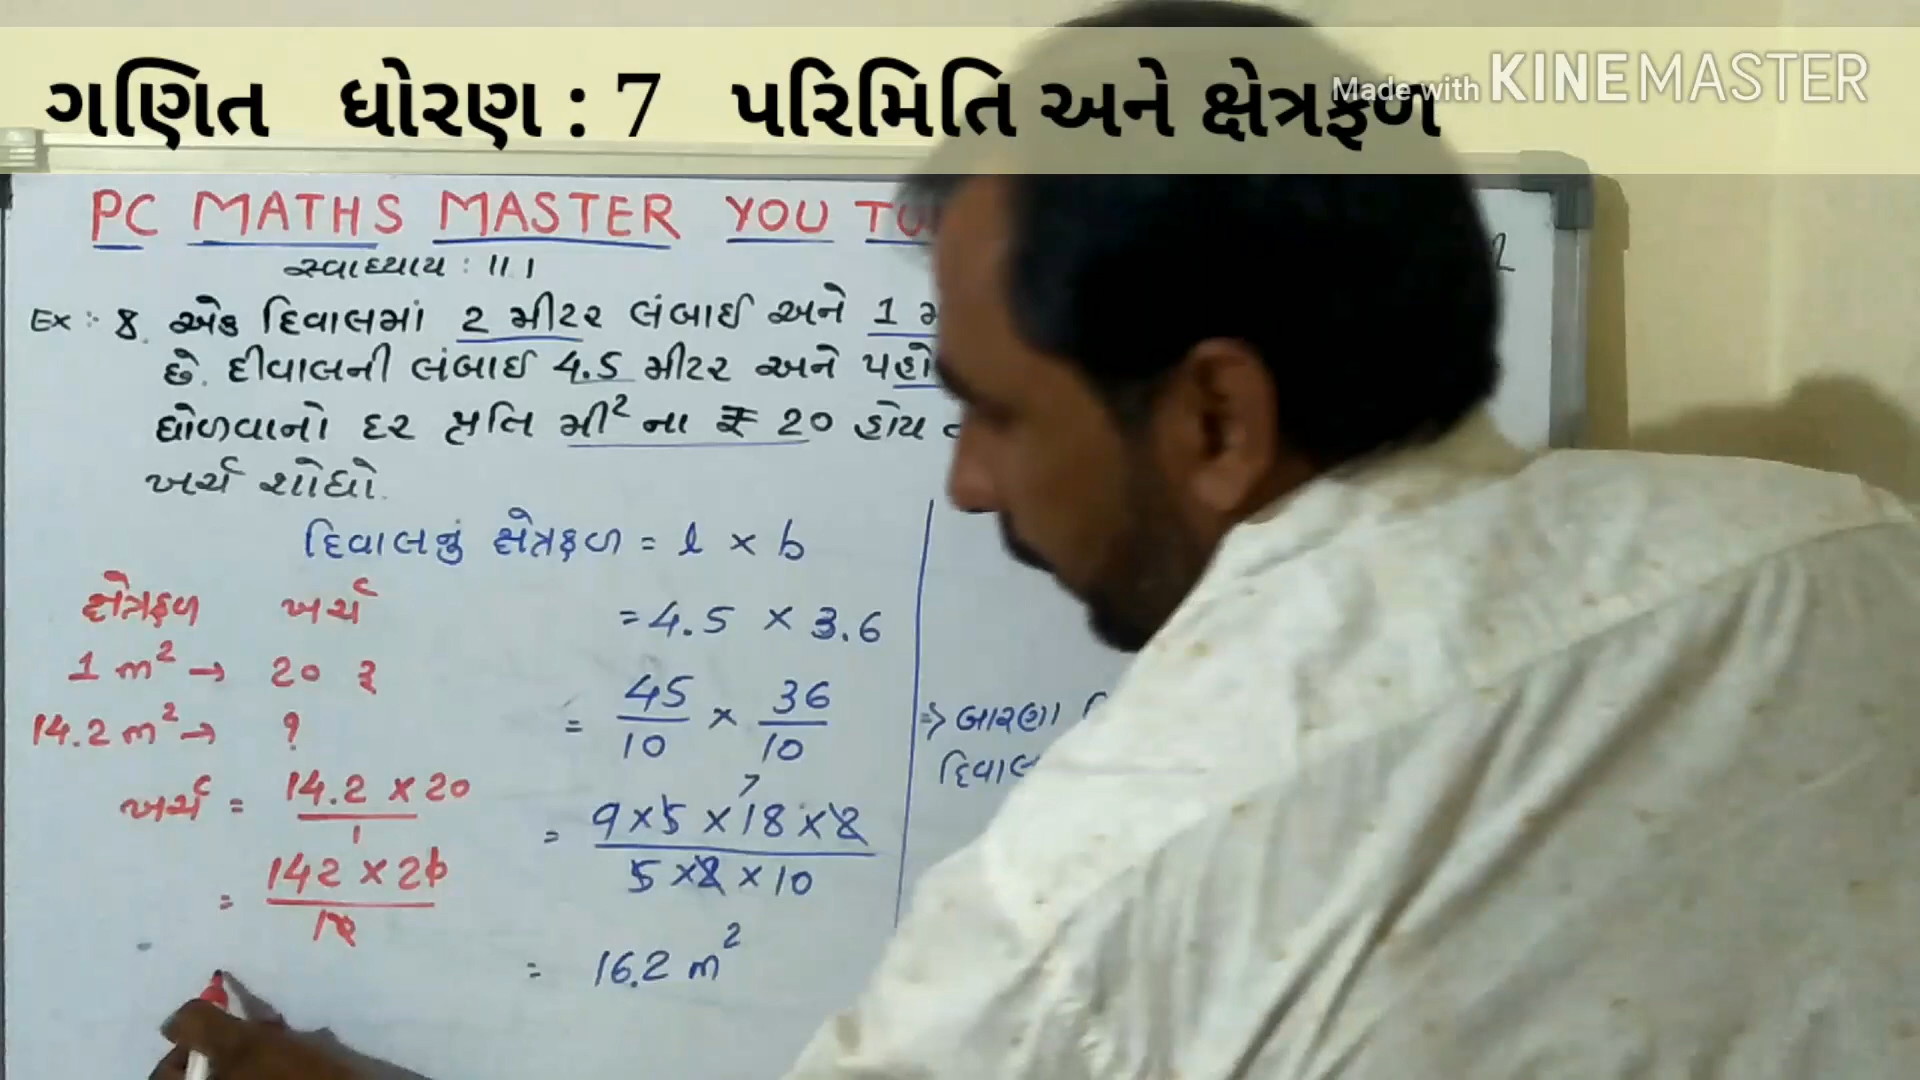 ગણિત ધોરણ : 7 પરિમિતિ અને ક્ષેત્રફળ
Made with KINEMASTER
PC MATHS MASTER YOU TU
સ્વાધ્યાય : 11.1
Ex :- 8. એક દિવાલમાં 2 મીટર લંબાઈ અને 1 મ
છે. દીવાલની લંબાઈ 4.5 મીટર અને પહો
ધોળવાનો દર પ્રતિ મી² ના ₹ 20 હોય ત
ખર્ચ શોધો.
દિવાલનું ક્ષેત્રફળ = l × b
= 4.5 × 3.6
= 45/10 × 36/10
= 9×5×18×2 / 5×2×10
= 16.2 m²
ક્ષેત્રફળ ખર્ચ
1 m² → 20 રૂ
14.2 m² → ?
ખર્ચ = 14.2 × 20 / 1
= 142 × 20 / 10
=
⇒ બારણા
દિવાલ